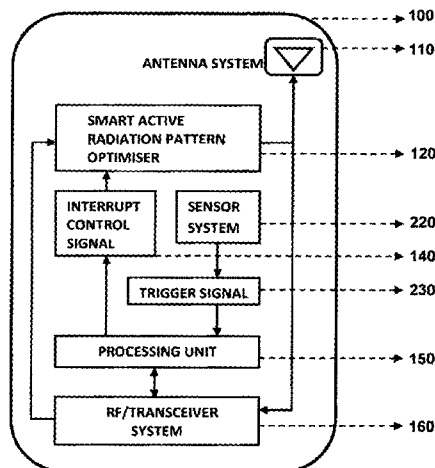 100
110
ANTENNA SYSTEM
SMART ACTIVE
RADIATION PATTERN
OPTIMISER
120
INTERRUPT
CONTROL
SIGNAL
SENSOR
SYSTEM
220
140
TRIGGER SIGNAL
230
PROCESSING UNIT
150
RF/TRANSCEIVER
SYSTEM
160